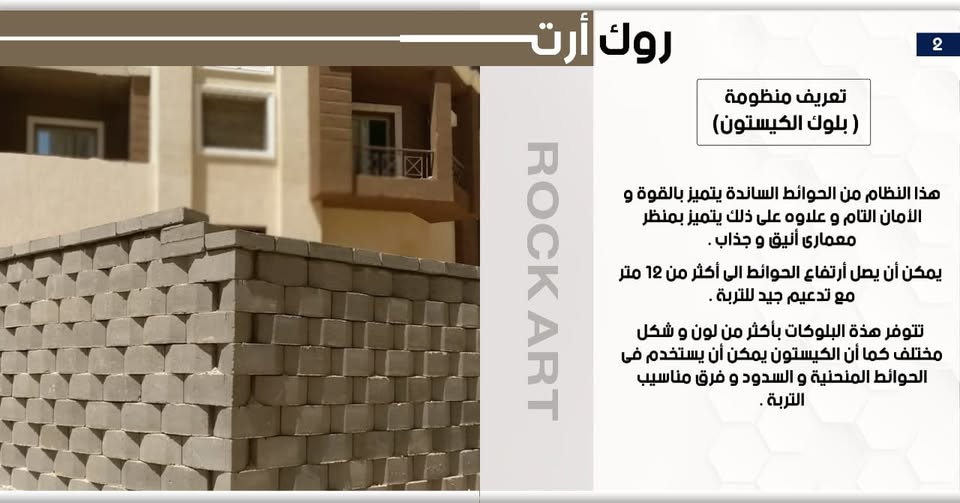 روك أرت
2
تعريف منظومة
( بلوك الكيستون)
هذا النظام من الحوائط الساندة يتميز بالقوة و
الأمان التام و علاوه على ذلك يتميز بمنظر
معمارى أنيق و جذاب .
يمكن أن يصل أرتفاع الحوائط الى أكثر من 12 متر
مع تدعيم جيد للتربة .
تتوفر هذة البلوكات بأكثر من لون و شكل
مختلف كما أن الكيستون يمكن أن يستخدم فى
الحوائط المنحنية و السدود و فرق مناسيب
التربة .
ROCK ART